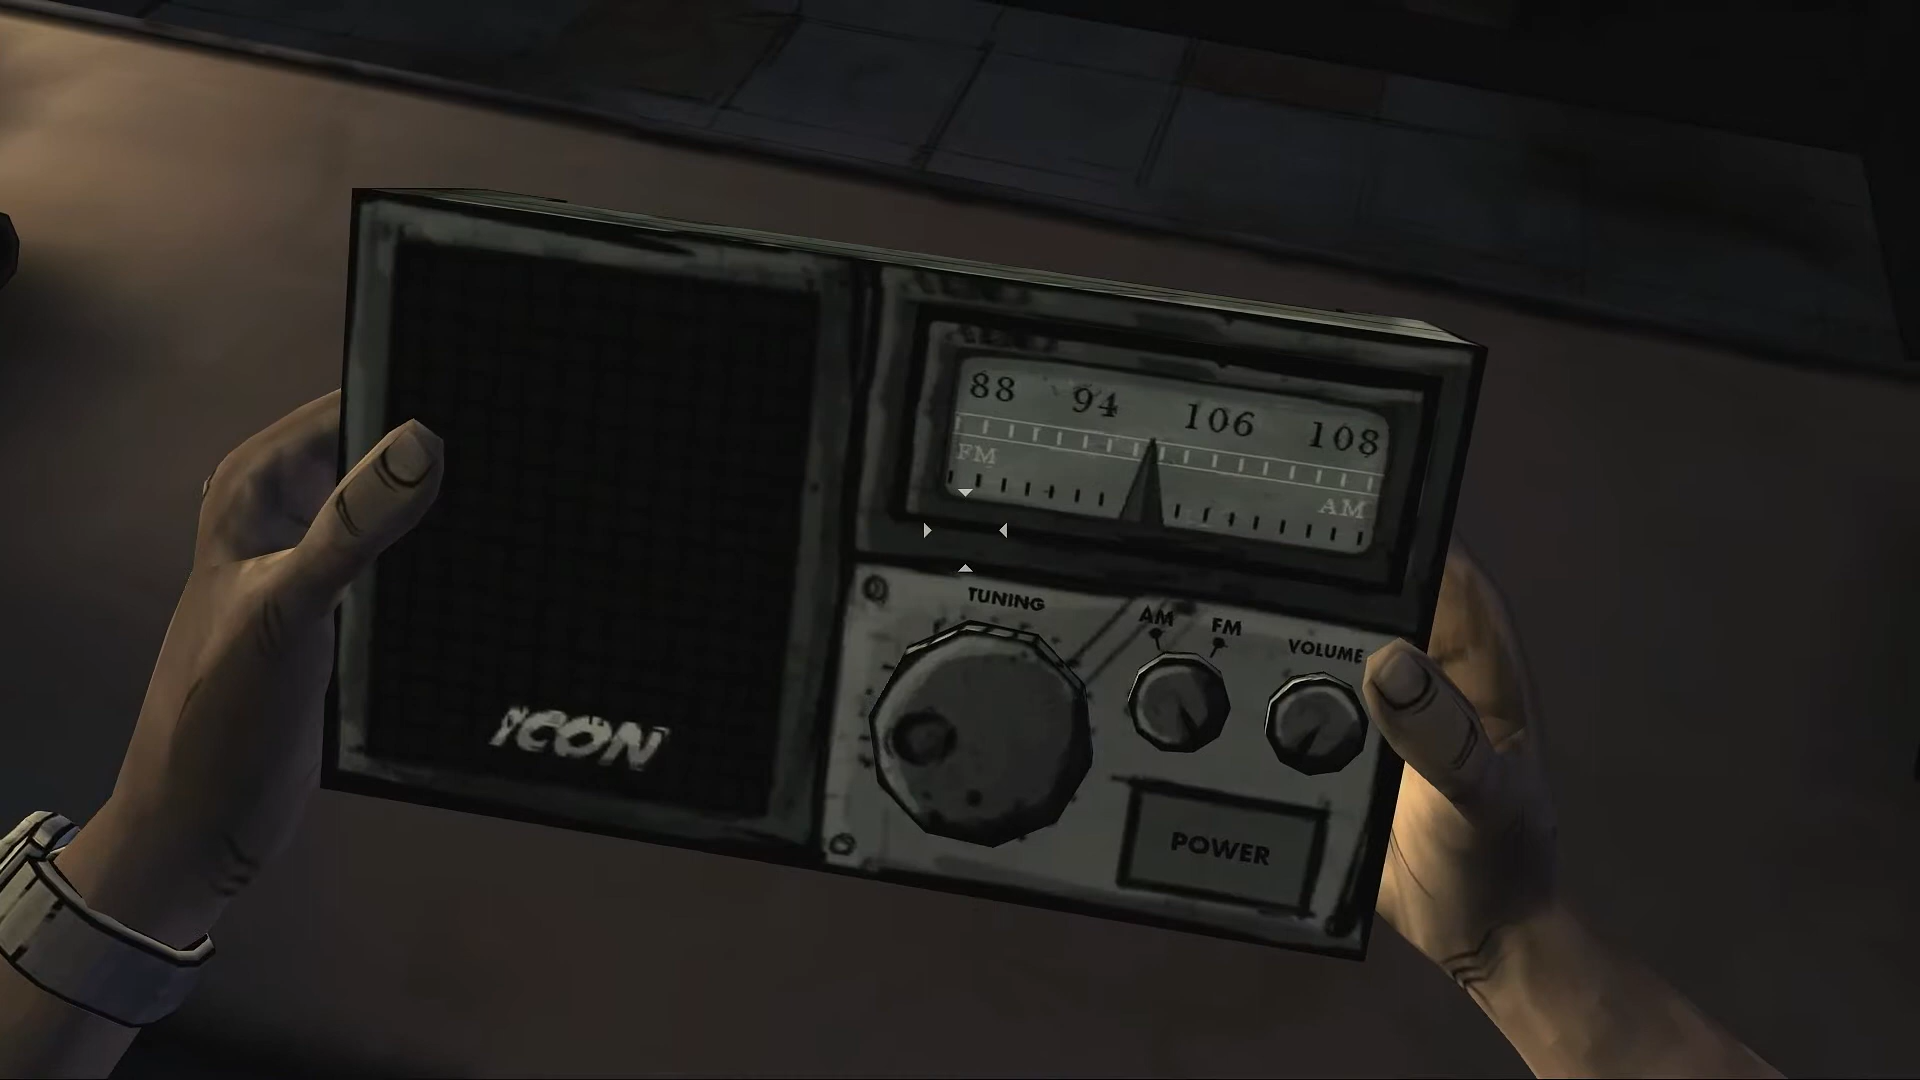 88 94 106 108
FM
AM
TUNING
AM FM
VOLUME
ICON
POWER